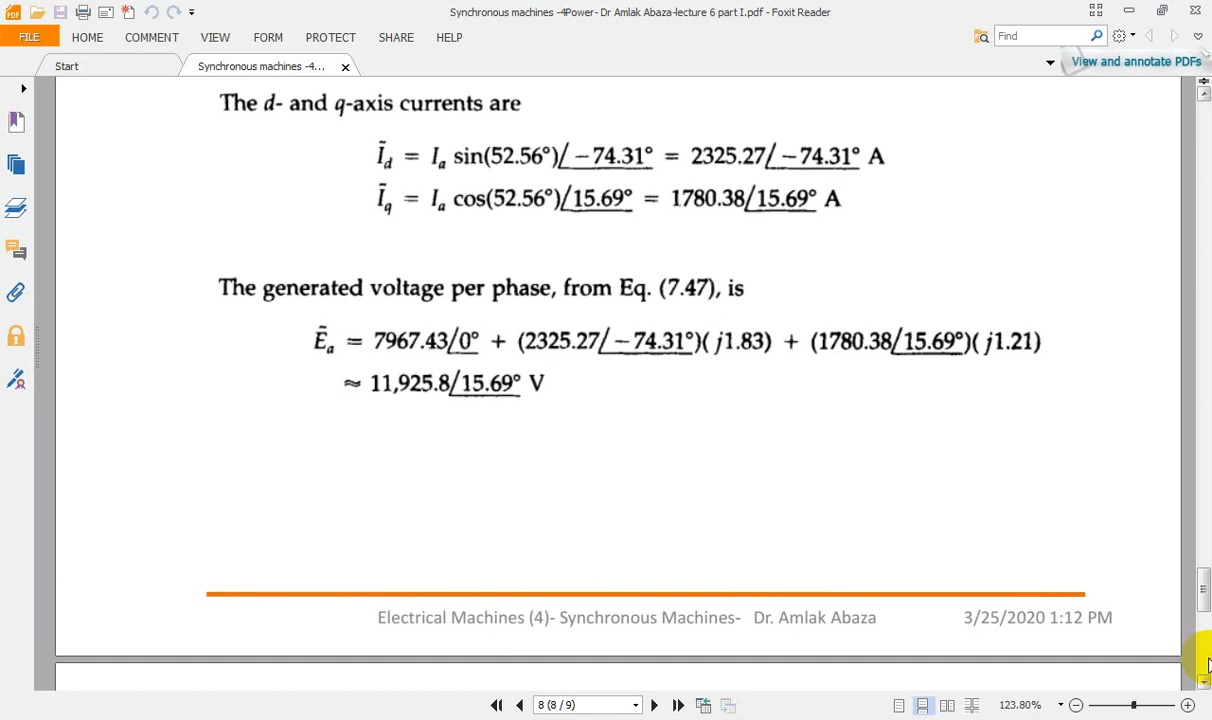 Synchronous machines -4Power- Dr Amlak Abaza-lecture 6 part I.pdf - Foxit Reader
FILE HOME COMMENT VIEW FORM PROTECT SHARE HELP
Find
Start
Synchronous machines -4...
View and annotate PDFs
The d- and q-axis currents are
Ĩd = Ia sin(52.56°)/−74.31° = 2325.27/−74.31° A
Ĩq = Ia cos(52.56°)/15.69° = 1780.38/15.69° A
The generated voltage per phase, from Eq. (7.47), is
Ẽa = 7967.43/0° + (2325.27/−74.31°)( j1.83) + (1780.38/15.69°)( j1.21)
≈ 11,925.8/15.69° V
Electrical Machines (4)- Synchronous Machines- Dr. Amlak Abaza
3/25/2020 1:12 PM
8 (8 / 9)
123.80%